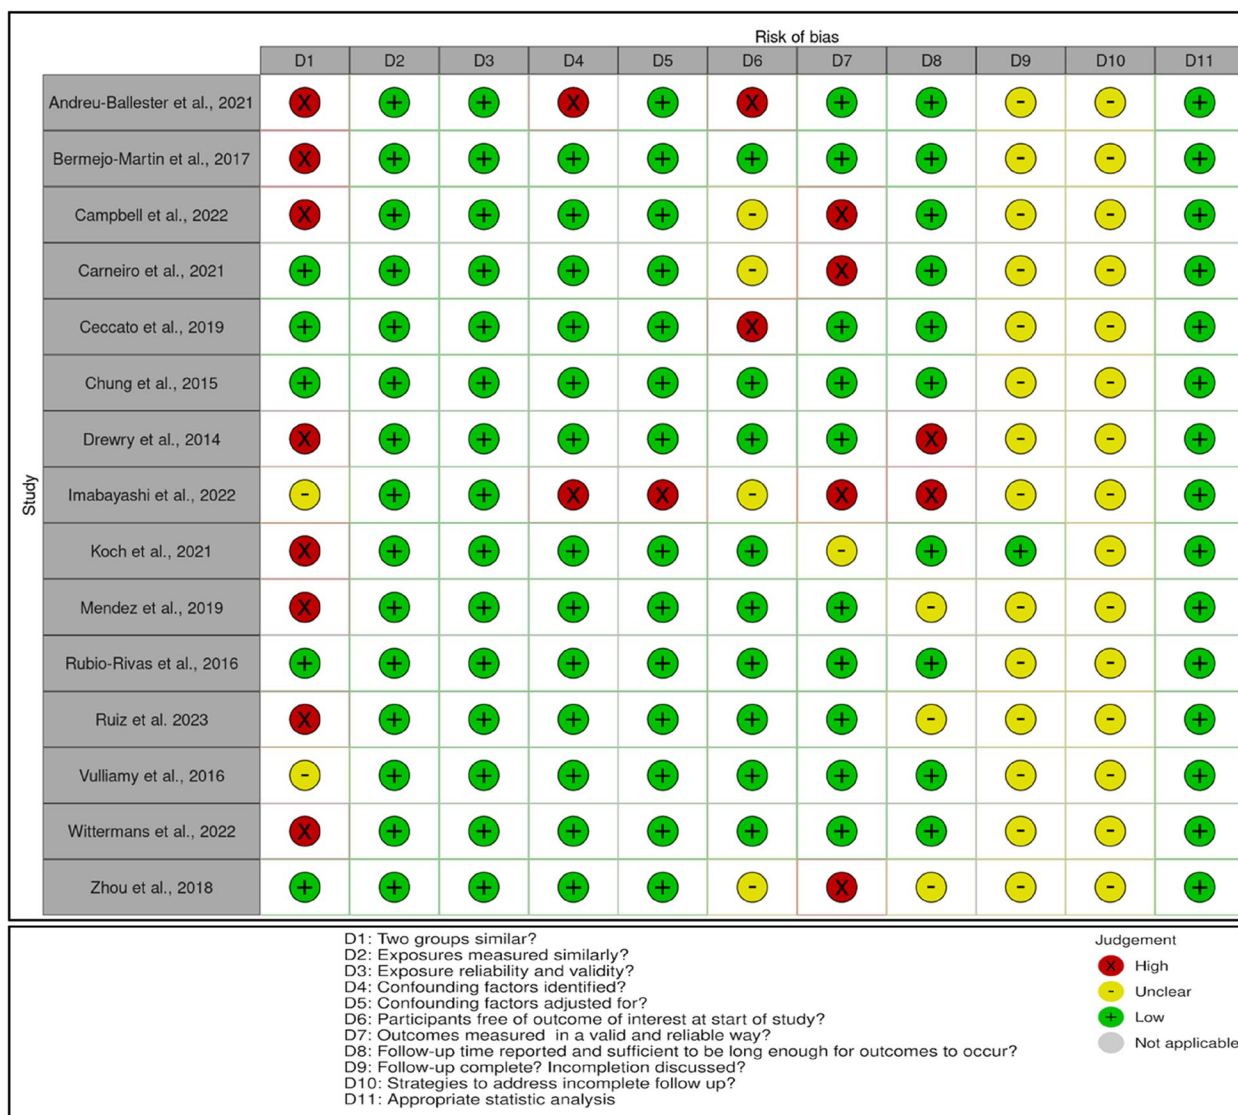 Risk of bias
D1 D2 D3 D4 D5 D6 D7 D8 D9 D10 D11
Study
Andreu-Ballester et al., 2021 X + + X + X + + - - +
Bermejo-Martin et al., 2017 X + + + + + + + - - +
Campbell et al., 2022 X + + + + - X + - - +
Carneiro et al., 2021 + + + + + - X + - - +
Ceccato et al., 2019 + + + + + X + + - - +
Chung et al., 2015 + + + + + + + + - - +
Drewry et al., 2014 X + + + + + + X - - +
Imabayashi et al., 2022 - + + X X - X X - - +
Koch et al., 2021 X + + + + + - + + - +
Mendez et al., 2019 X + + + + + + - - - +
Rubio-Rivas et al., 2016 + + + + + + + + - - +
Ruiz et al. 2023 X + + + + + + - - - +
Vulliamy et al., 2016 - + + + + + + + - - +
Wittermans et al., 2022 X + + + + + + + - - +
Zhou et al., 2018 + + + + + - X - - - +
D1: Two groups similar?
D2: Exposures measured similarly?
D3: Exposure reliability and validity?
D4: Confounding factors identified?
D5: Confounding factors adjusted for?
D6: Participants free of outcome of interest at start of study?
D7: Outcomes measured in a valid and reliable way?
D8: Follow-up time reported and sufficient to be long enough for outcomes to occur?
D9: Follow-up complete? Incompletion discussed?
D10: Strategies to address incomplete follow up?
D11: Appropriate statistic analysis
Judgement
X High
- Unclear
+ Low
Not applicable